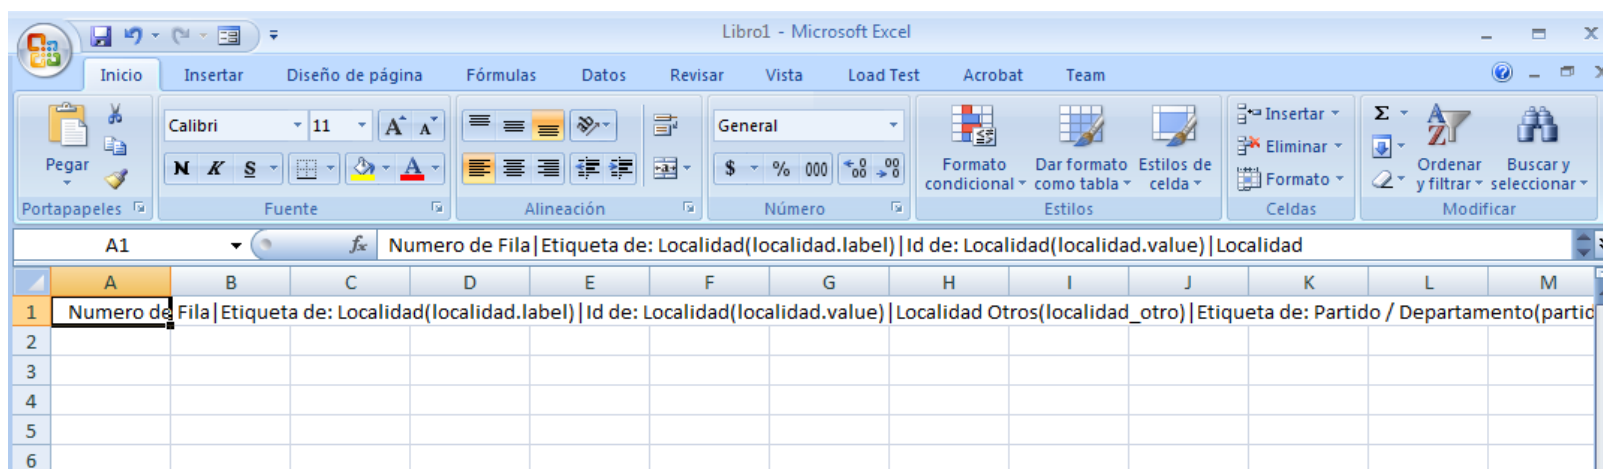 Libro1 - Microsoft Excel
Inicio Insertar Diseño de página Fórmulas Datos Revisar Vista Load Test Acrobat Team
Pegar
Portapapeles
Calibri 11 A A
N K S A
Fuente
Alineación
General
$ % 000
Número
Formato condicional
Dar formato como tabla
Estilos de celda
Estilos
Insertar
Eliminar
Formato
Celdas
Σ
Ordenar y filtrar
Buscar y seleccionar
Modificar
A1 fx Numero de Fila|Etiqueta de: Localidad(localidad.label)|Id de: Localidad(localidad.value)|Localidad
A B C D E F G H I J K L M
1 Numero de Fila|Etiqueta de: Localidad(localidad.label)|Id de: Localidad(localidad.value)|Localidad Otros(localidad_otro)|Etiqueta de: Partido / Departamento(partid
2
3
4
5
6